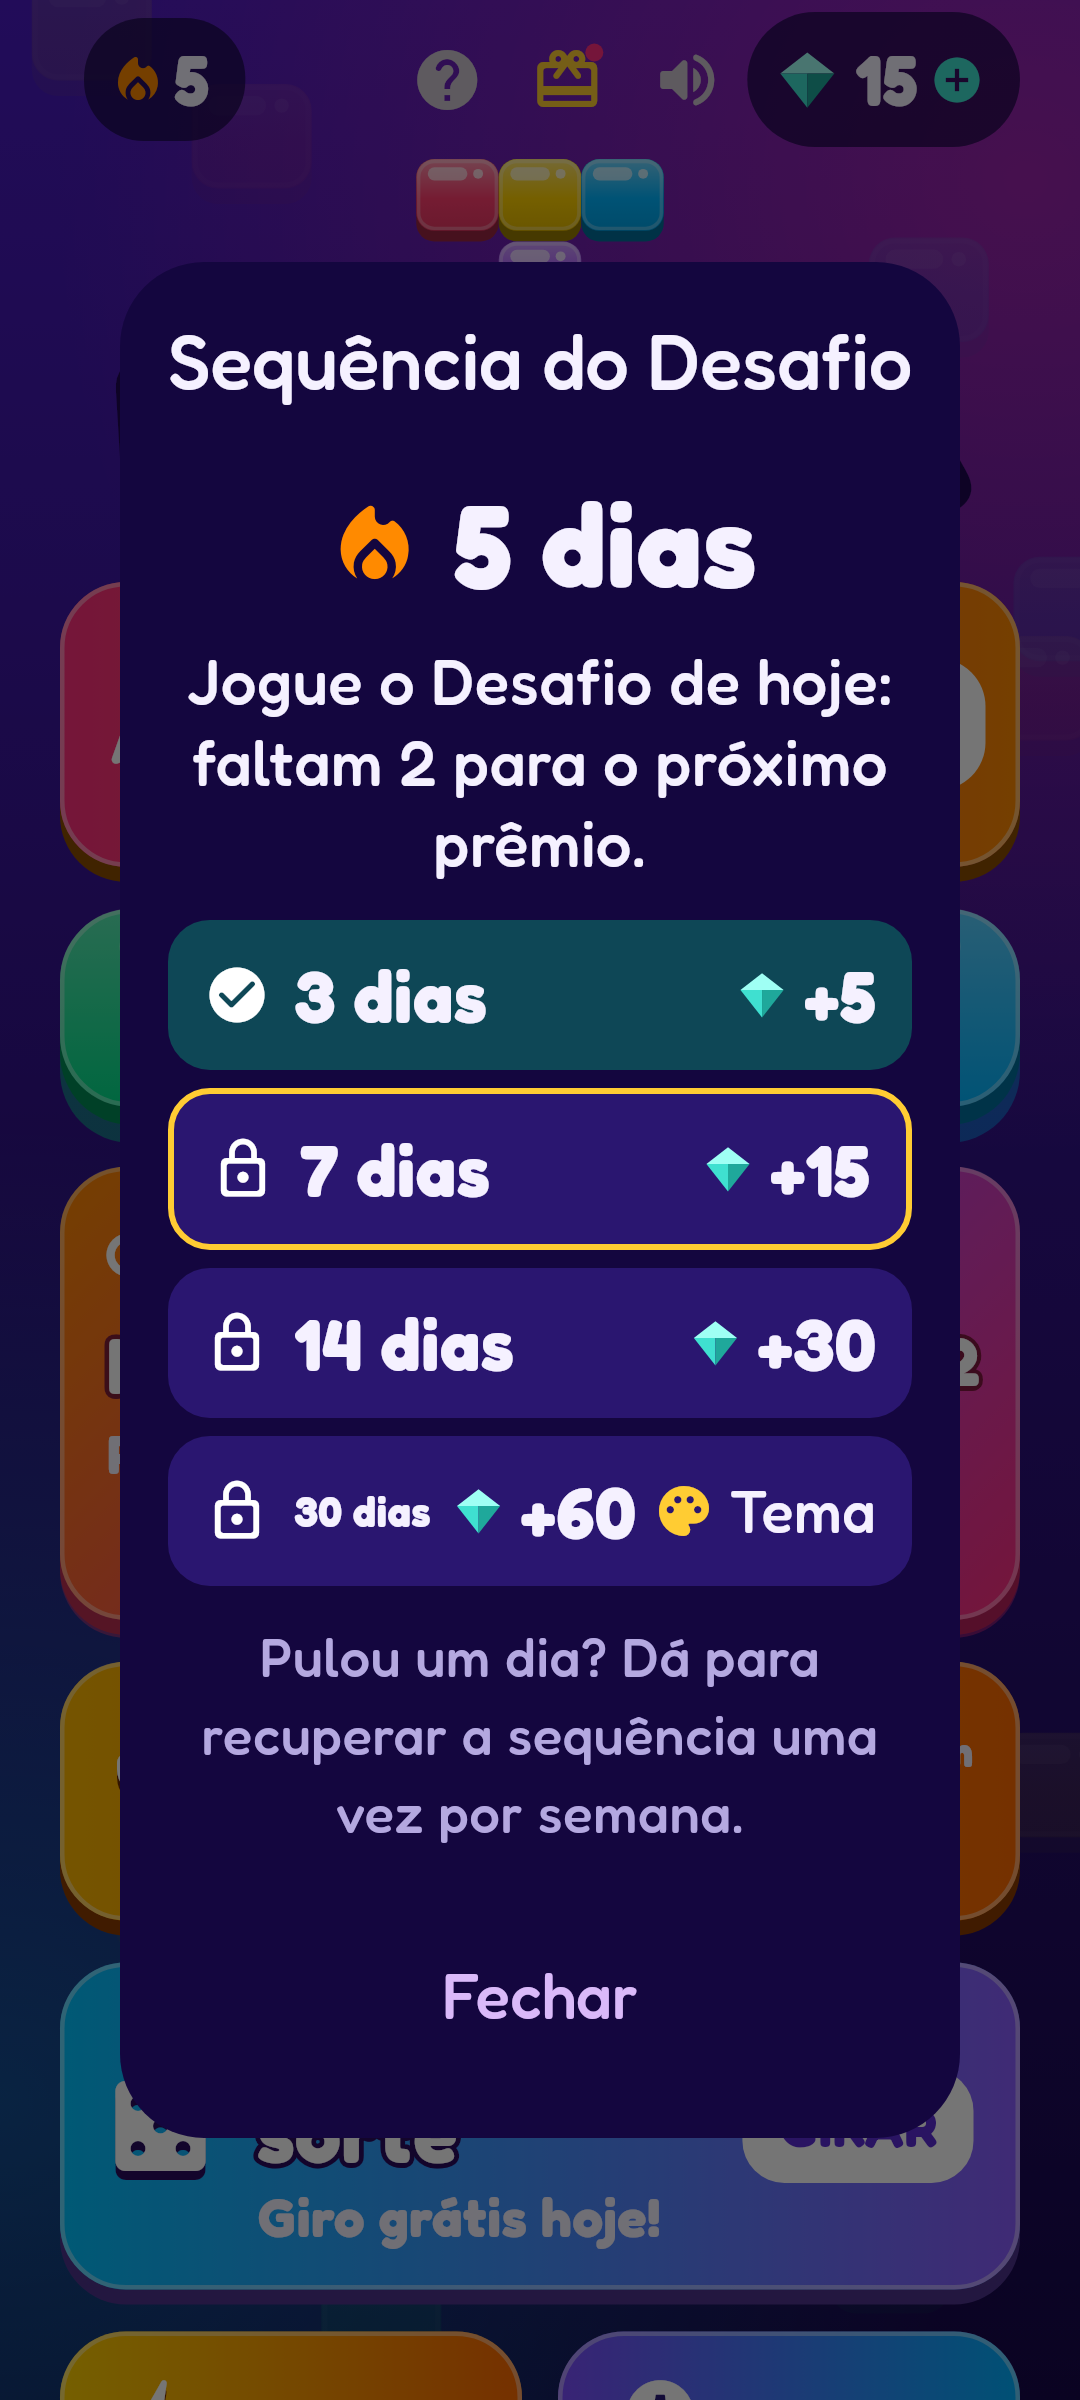 5
15
Sequência do Desafio
5 dias
Jogue o Desafio de hoje:
faltam 2 para o próximo
prêmio.
3 dias +5
7 dias +15
14 dias +30
30 dias +60 Tema
Pulou um dia? Dá para
recuperar a sequência uma
vez por semana.
Fechar
sorte
GIRAR
Giro grátis hoje!